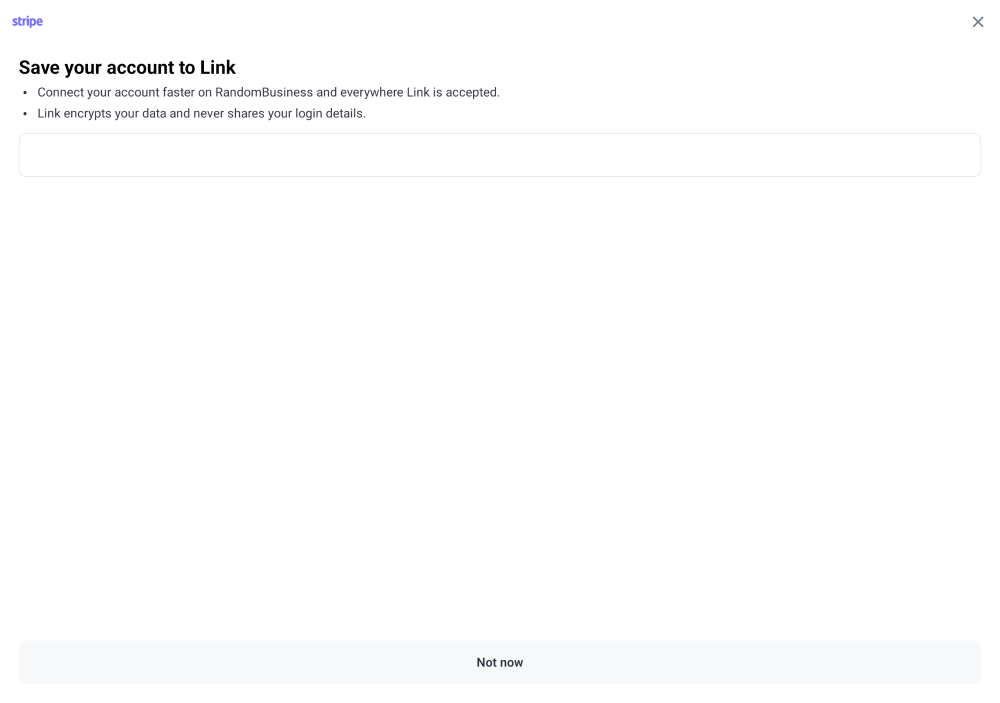 stripe
Save your account to Link
• Connect your account faster on RandomBusiness and everywhere Link is accepted.
• Link encrypts your data and never shares your login details.
Not now